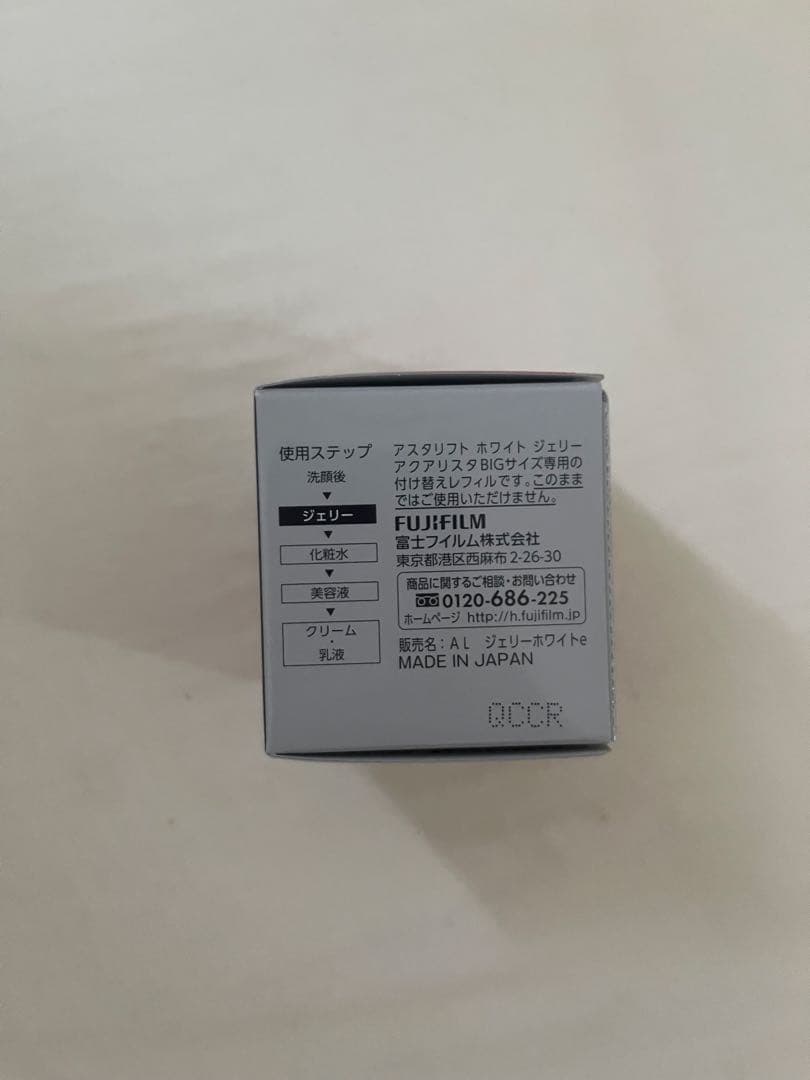 使用ステップ
洗顔後
▼
ジェリー
▼
化粧水
▼
美容液
▼
クリーム
・
乳液
アスタリフト ホワイト ジェリー
アクアリスタBIGサイズ専用の
付け替えレフィルです。このまま
ではご使用いただけません。
FUJIFILM
富士フイルム株式会社
東京都港区西麻布2-26-30
商品に関するご相談・お問い合わせ
0120-686-225
ホームページ http://h.fujifilm.jp
販売名：AL ジェリーホワイトe
MADE IN JAPAN
QCCR